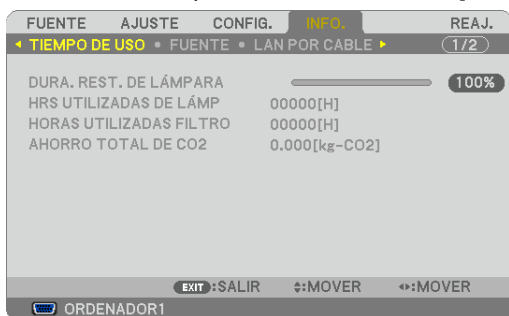 FUENTE AJUSTE CONFIG. INFO. REAJ.
TIEMPO DE USO • FUENTE • LAN POR CABLE (1/2)
DURA. REST. DE LÁMPARA 100%
HRS UTILIZADAS DE LÁMP 00000[H]
HORAS UTILIZADAS FILTRO 00000[H]
AHORRO TOTAL DE CO2 0.000[kg-CO2]
EXIT:SALIR :MOVER :MOVER
ORDENADOR1